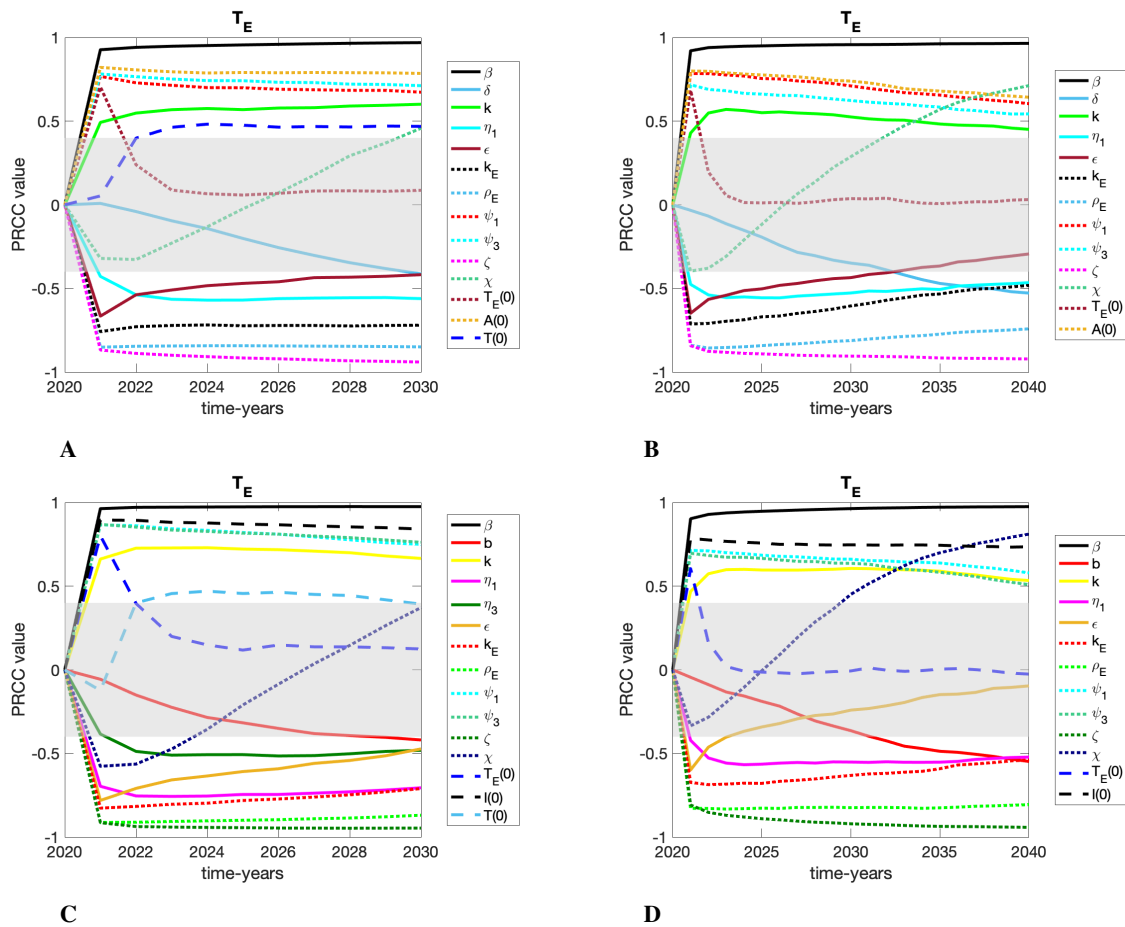 T_E
1
0.5
0
-0.5
-1
PRCC value
2020 2022 2024 2026 2028 2030
time-years
β
δ
k
η_1
ϵ
k_E
ρ_E
ψ_1
ψ_3
ζ
χ
T_E(0)
A(0)
T(0)
A
T_E
1
0.5
0
-0.5
-1
PRCC value
2020 2025 2030 2035 2040
time-years
β
δ
k
η_1
ϵ
k_E
ρ_E
ψ_1
ψ_3
ζ
χ
T_E(0)
A(0)
B
T_E
1
0.5
0
-0.5
-1
PRCC value
2020 2022 2024 2026 2028 2030
time-years
β
b
k
η_1
η_3
ϵ
k_E
ρ_E
ψ_1
ψ_3
ζ
χ
T_E(0)
I(0)
T(0)
C
T_E
1
0.5
0
-0.5
-1
PRCC value
2020 2025 2030 2035 2040
time-years
β
b
k
η_1
ϵ
k_E
ρ_E
ψ_1
ψ_3
ζ
χ
T_E(0)
I(0)
D